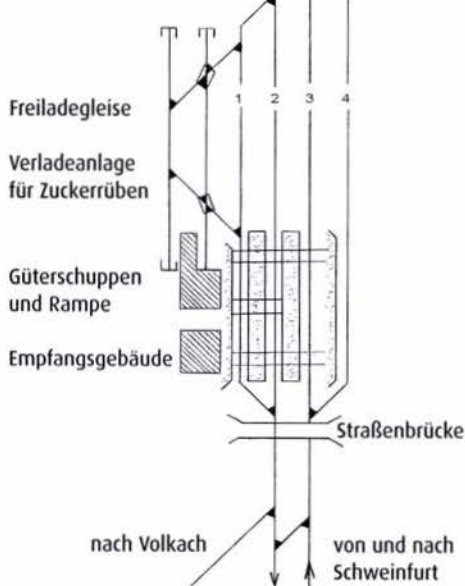 1 2 3 4
Freiladegleise
Verladeanlage
für Zuckerrüben
Güterschuppen
und Rampe
Empfangsgebäude
Straßenbrücke
nach Volkach
von und nach
Schweinfurt